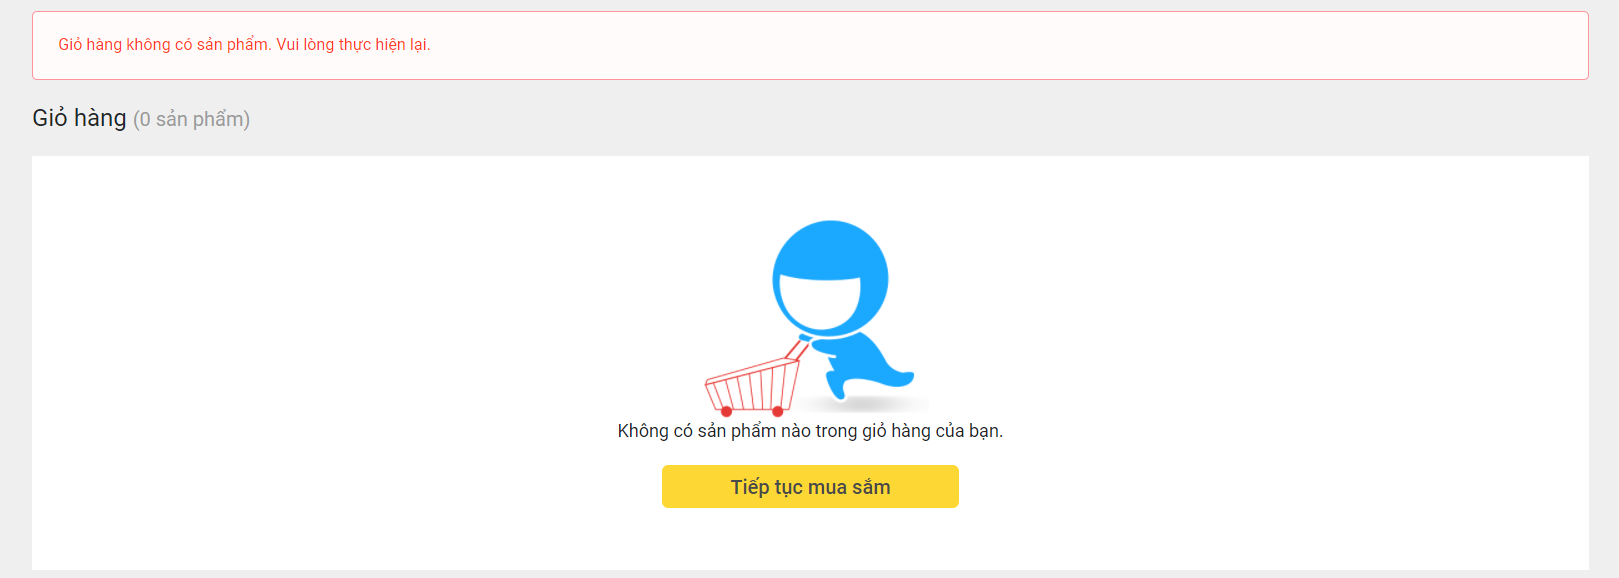 Giỏ hàng không có sản phẩm. Vui lòng thực hiện lại.
Giỏ hàng (0 sản phẩm)
Không có sản phẩm nào trong giỏ hàng của bạn.
Tiếp tục mua sắm